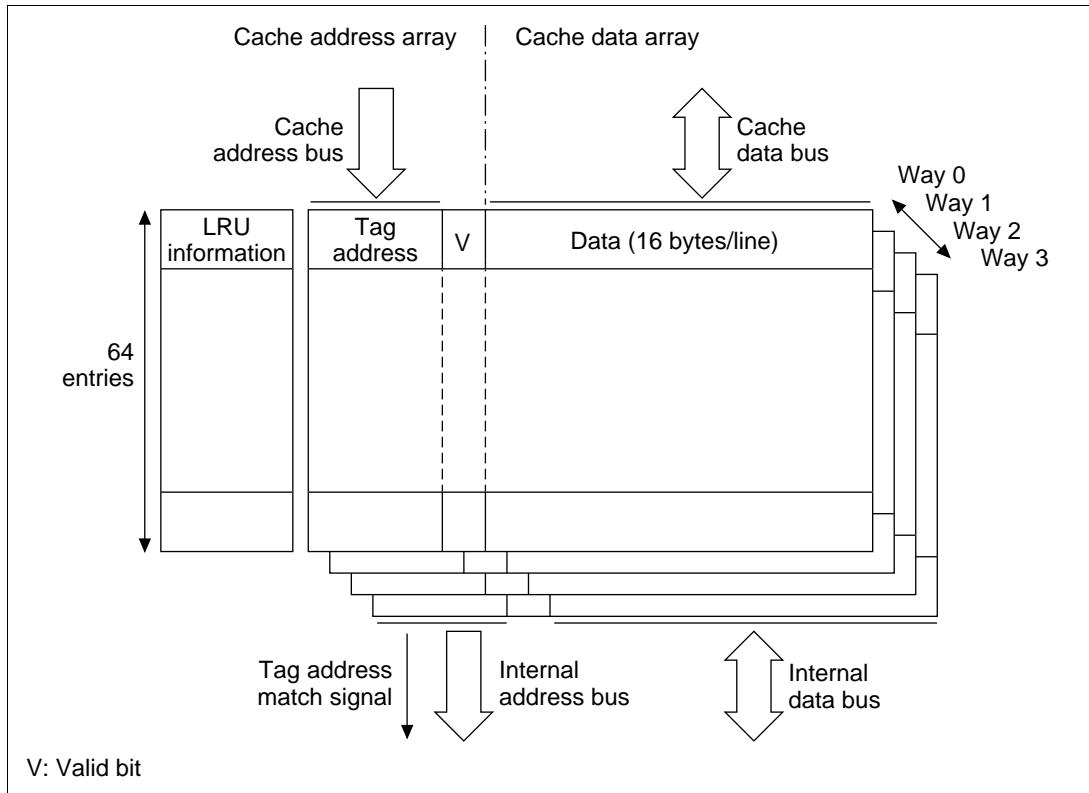 Cache address array
Cache data array
Cache
address bus
Cache
data bus
Way 0
Way 1
Way 2
Way 3
LRU
information
Tag
address
V
Data (16 bytes/line)
64
entries
Tag address
match signal
Internal
address bus
Internal
data bus
V: Valid bit